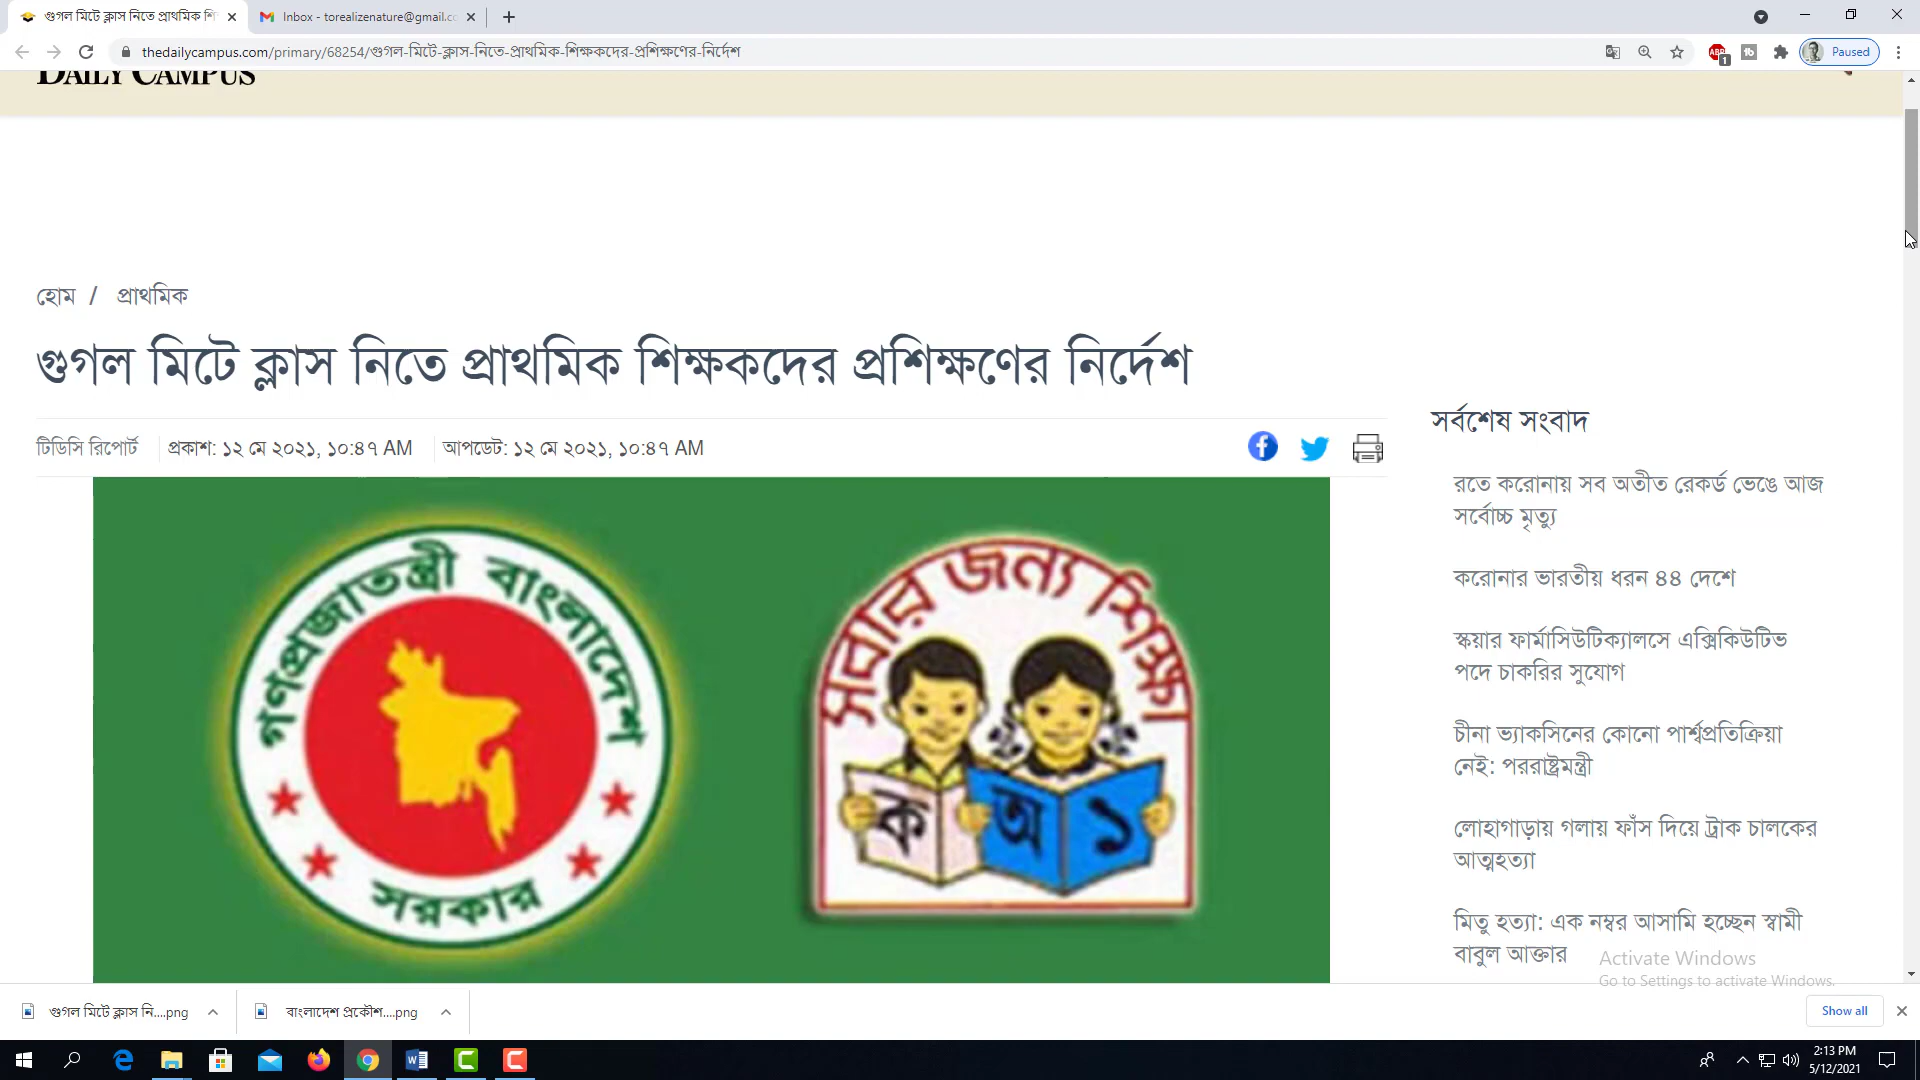 গুগল মিটে ক্লাস নিতে প্রাথমিক শি
Inbox - torealizenature@gmail.cc
thedailycampus.com/primary/68254/গুগল-মিটে-ক্লাস-নিতে-প্রাথমিক-শিক্ষকদের-প্রশিক্ষণের-নির্দেশ
ABP 1
Paused
DAILY CAMPUS
হোম / প্রাথমিক
গুগল মিটে ক্লাস নিতে প্রাথমিক শিক্ষকদের প্রশিক্ষণের নির্দেশ
টিডিসি রিপোর্ট
প্রকাশ: ১২ মে ২০২১, ১০:৪৭ AM
আপডেট: ১২ মে ২০২১, ১০:৪৭ AM
গণপ্রজাতন্ত্রী বাংলাদেশ
সরকার
সবার জন্য শিক্ষা
ক অ ১
সর্বশেষ সংবাদ
রতে করোনায় সব অতীত রেকর্ড ভেঙে আজ
সর্বোচ্চ মৃত্যু
করোনার ভারতীয় ধরন ৪৪ দেশে
স্কয়ার ফার্মাসিউটিক্যালসে এক্সিকিউটিভ
পদে চাকরির সুযোগ
চীনা ভ্যাকসিনের কোনো পার্শ্বপ্রতিক্রিয়া
নেই: পররাষ্ট্রমন্ত্রী
লোহাগাড়ায় গলায় ফাঁস দিয়ে ট্রাক চালকের
আত্মহত্যা
মিতু হত্যা: এক নম্বর আসামি হচ্ছেন স্বামী
বাবুল আক্তার
Activate Windows
Go to Settings to activate Windows.
গুগল মিটে ক্লাস নি....png
বাংলাদেশ প্রকৌশ....png
Show all
2:13 PM
5/12/2021